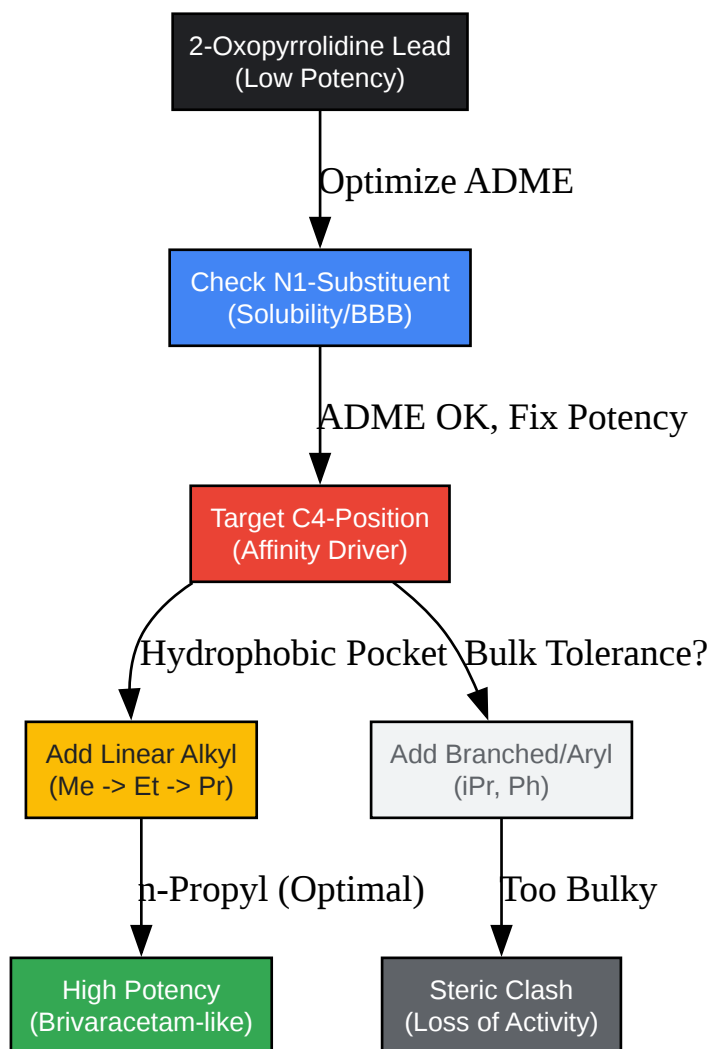 2-Oxopyrrolidine Lead
(Low Potency)
Optimize ADME
Check N1-Substituent
(Solubility/BBB)
ADME OK, Fix Potency
Target C4-Position
(Affinity Driver)
Hydrophobic Pocket
Bulk Tolerance?
Add Linear Alkyl
(Me -> Et -> Pr)
Add Branched/Aryl
(iPr, Ph)
n-Propyl (Optimal)
Too Bulky
High Potency
(Brivaracetam-like)
Steric Clash
(Loss of Activity)